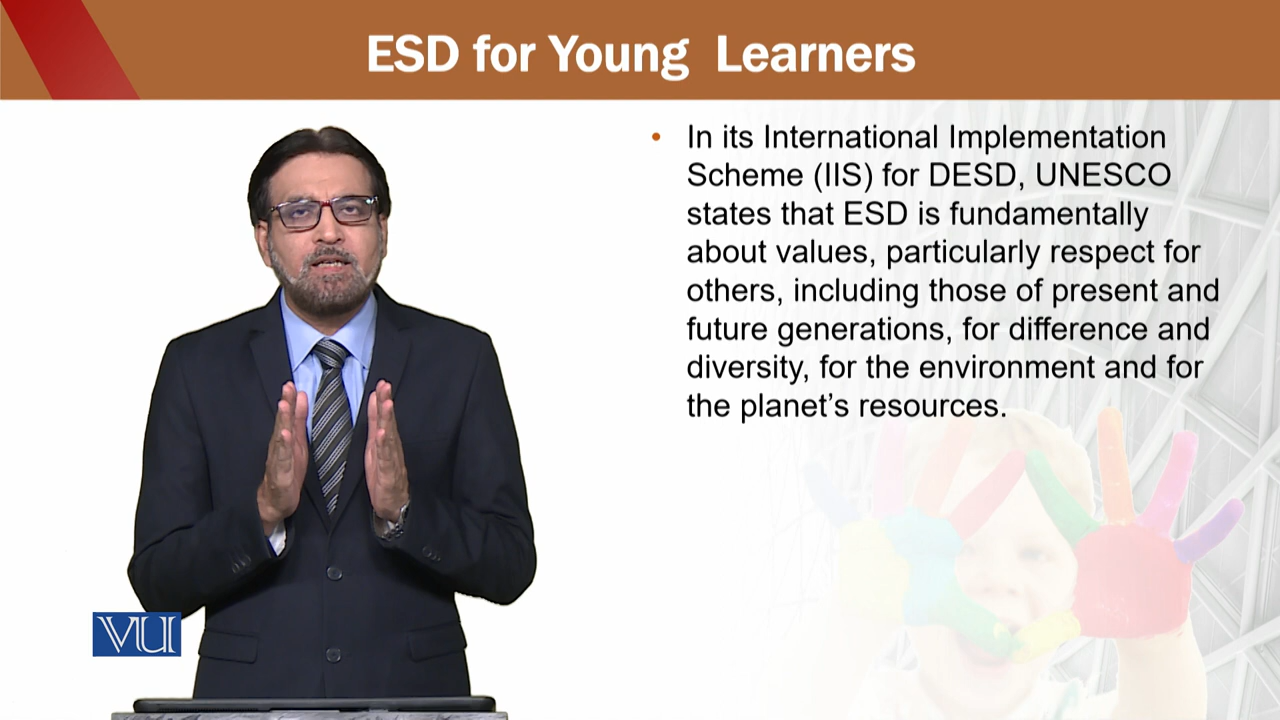 ESD for Young Learners
• In its International Implementation
Scheme (IIS) for DESD, UNESCO
states that ESD is fundamentally
about values, particularly respect for
others, including those of present and
future generations, for difference and
diversity, for the environment and for
the planet’s resources.
VU